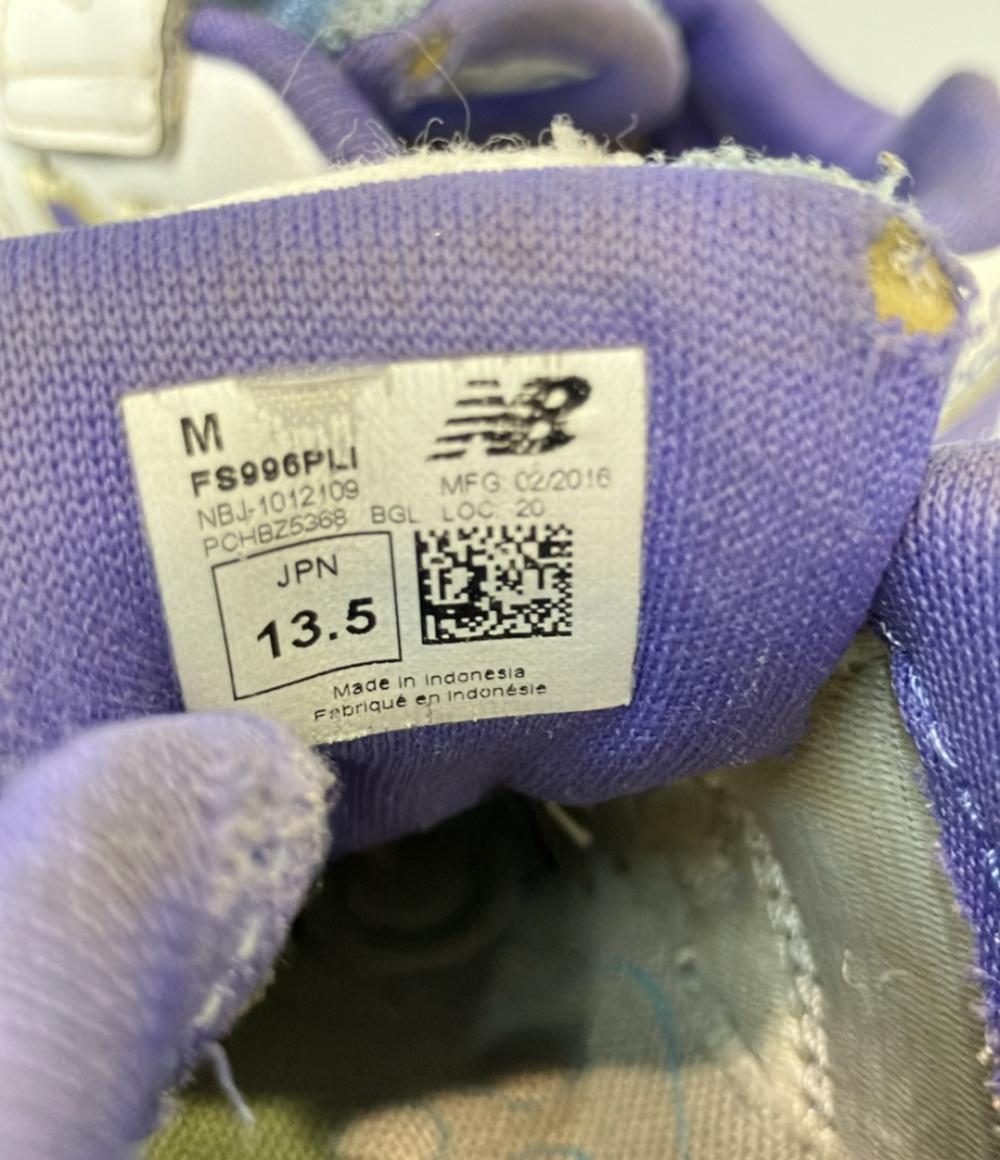 M
FS996PLI
NBJ-1012109
PCHBZ5368 BGL
NB
MFG: 02/2016
LOC: 20
JPN
13.5
Made in Indonesia
Fabriqué en Indonésie